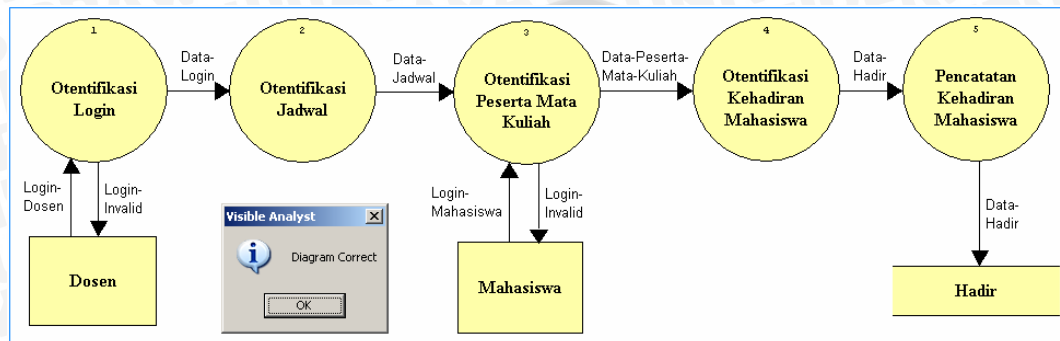 1
Otentifikasi
Login
Data-
Login
2
Otentifikasi
Jadwal
Data-
Jadwal
3
Otentifikasi
Peserta Mata
Kuliah
Data-Peserta-
Mata-Kuliah
4
Otentifikasi
Kehadiran
Mahasiswa
Data-
Hadir
5
Pencatatan
Kehadiran
Mahasiswa
Login-
Dosen
Login-
Invalid
Dosen
Visible Analyst
Diagram Correct
OK
Login-
Mahasiswa
Login-
Invalid
Mahasiswa
Data-
Hadir
Hadir